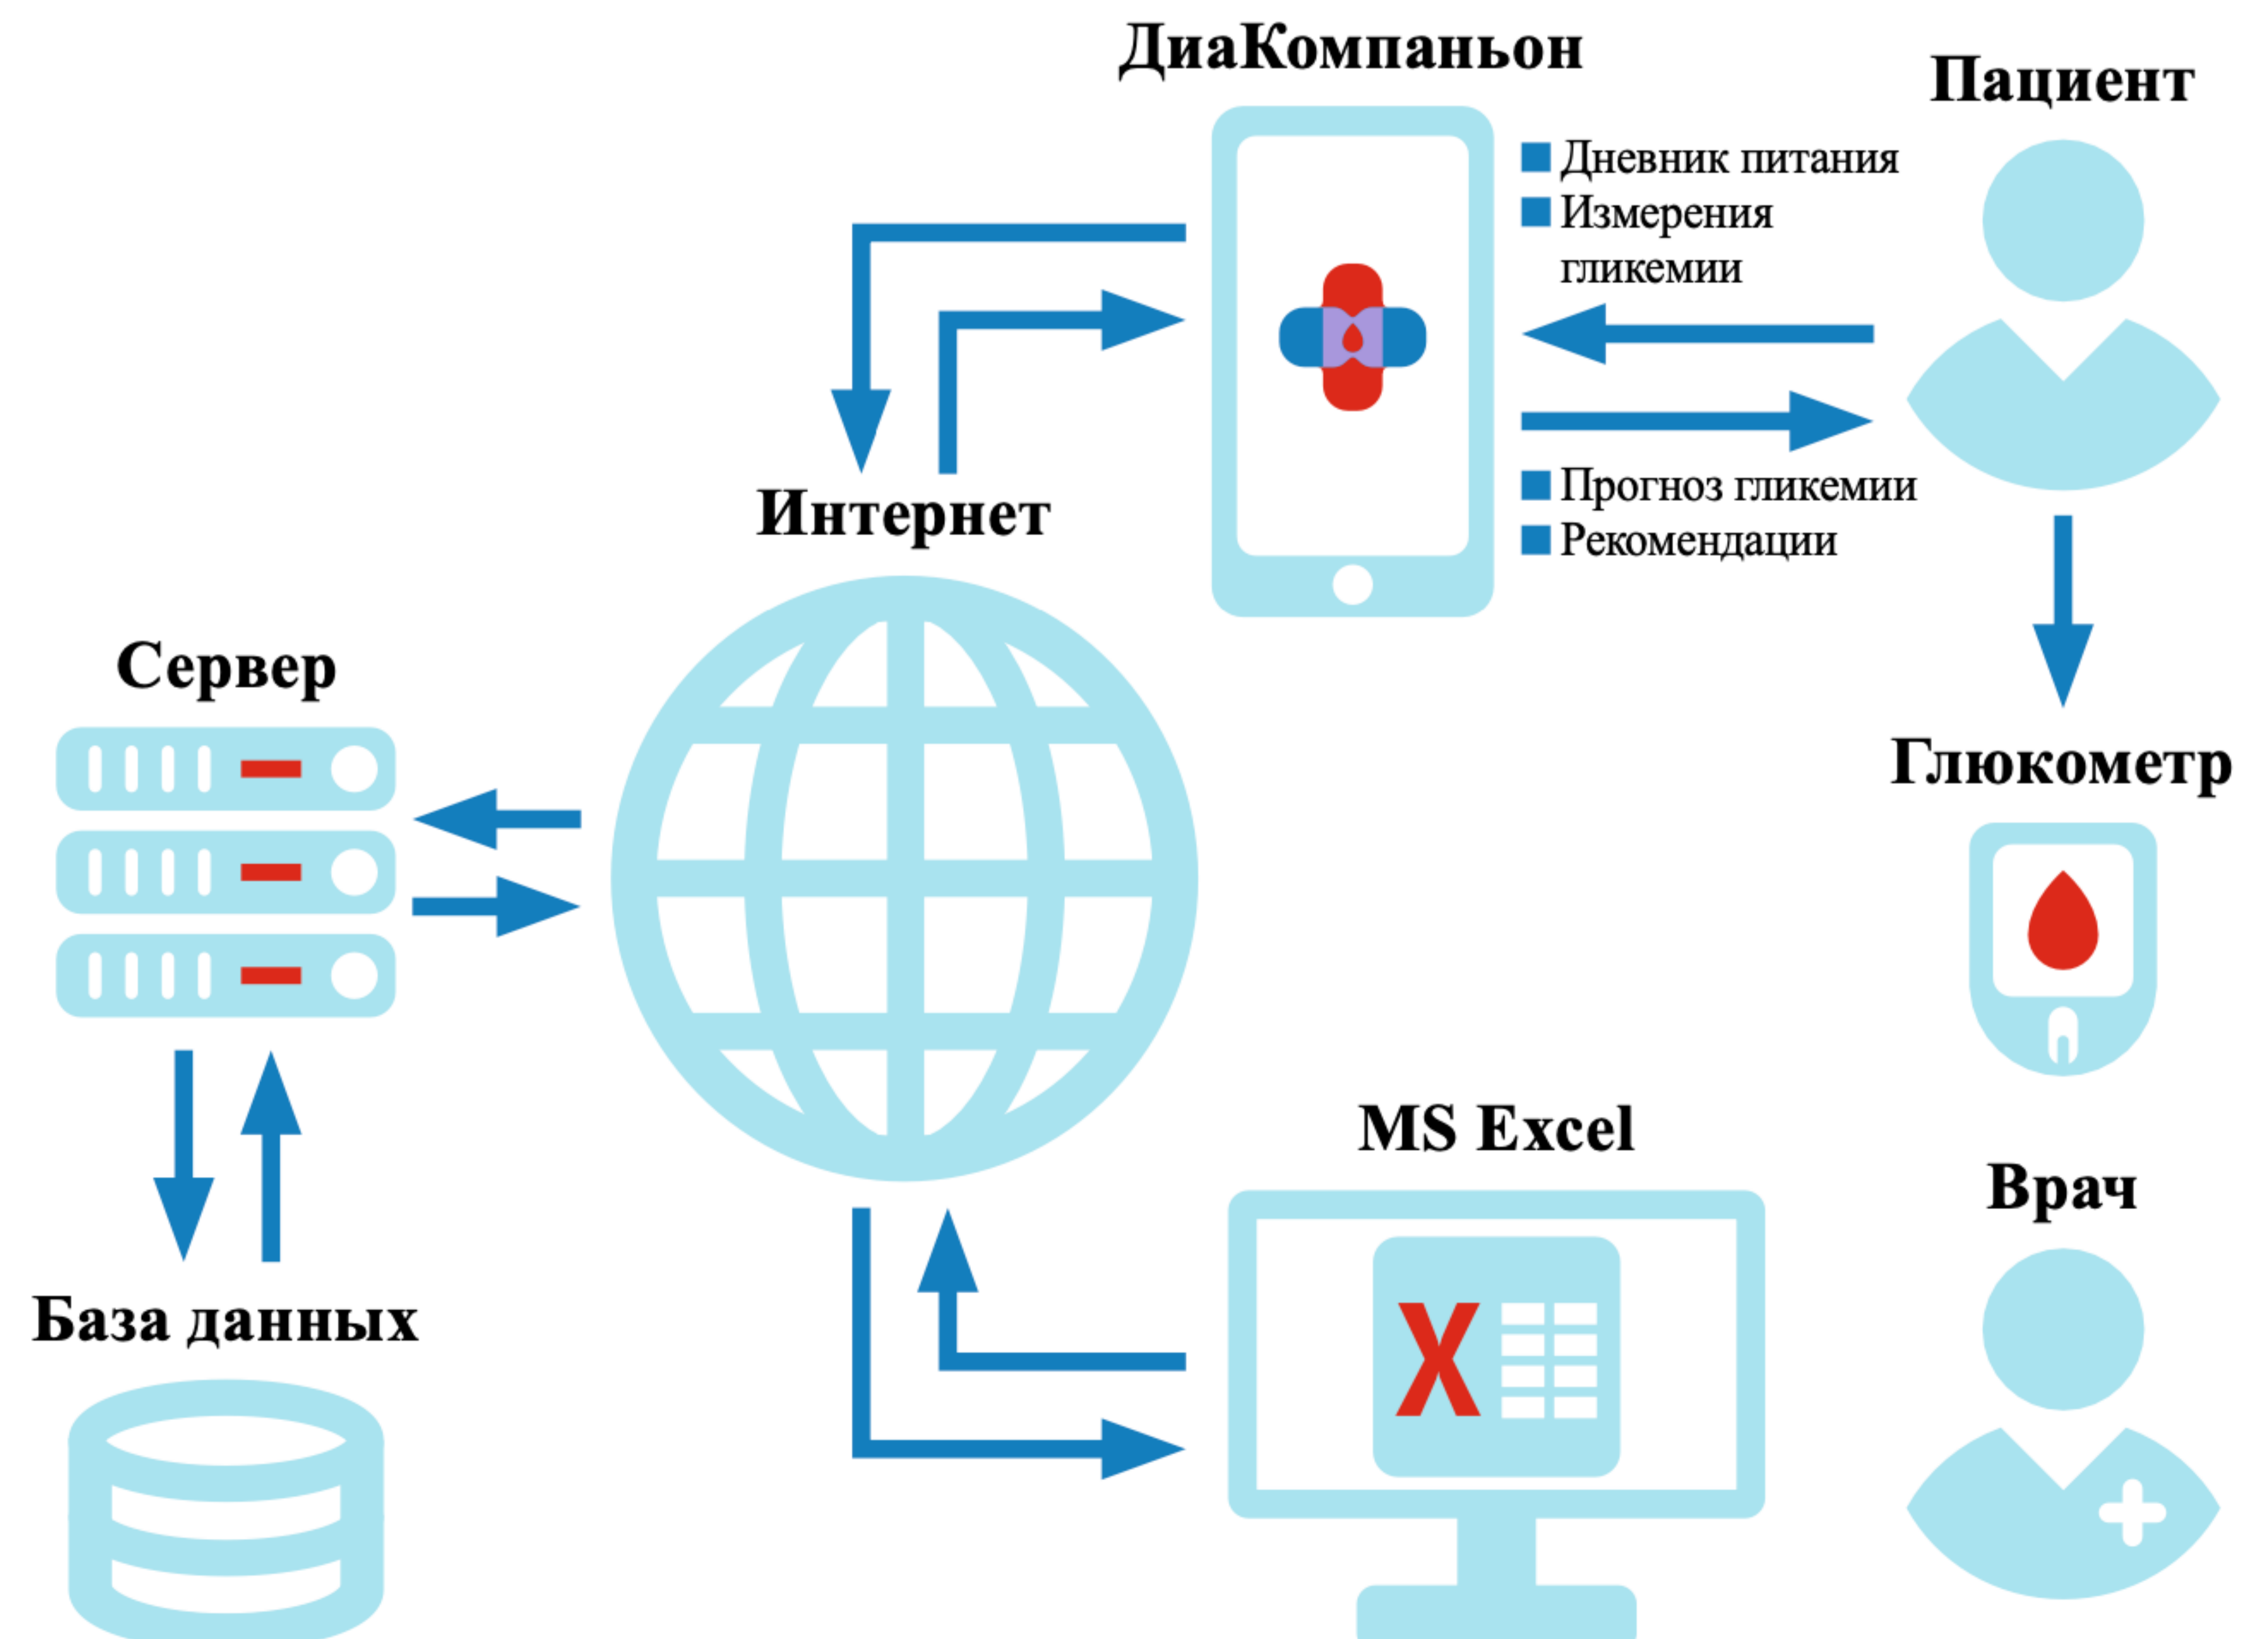 ДиаКомпаньон
Пациент
Дневник питания
Измерения
гликемии
Прогноз гликемии
Рекомендации
Интернет
Сервер
Глюкометр
MS Excel
Врач
База данных
X